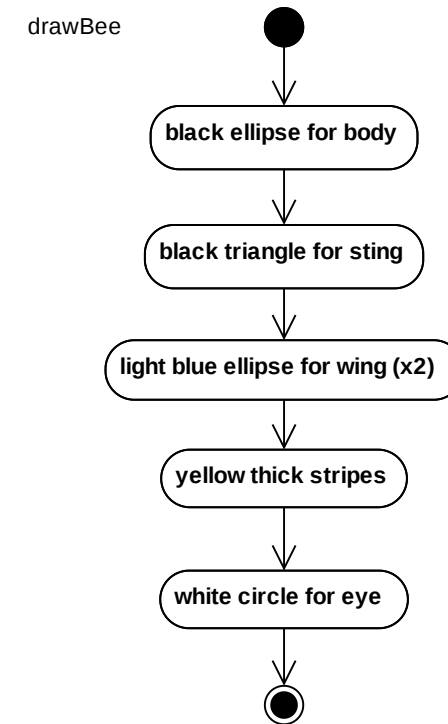 drawBee
black ellipse for body
black triangle for sting
light blue ellipse for wing (x2)
yellow thick stripes
white circle for eye